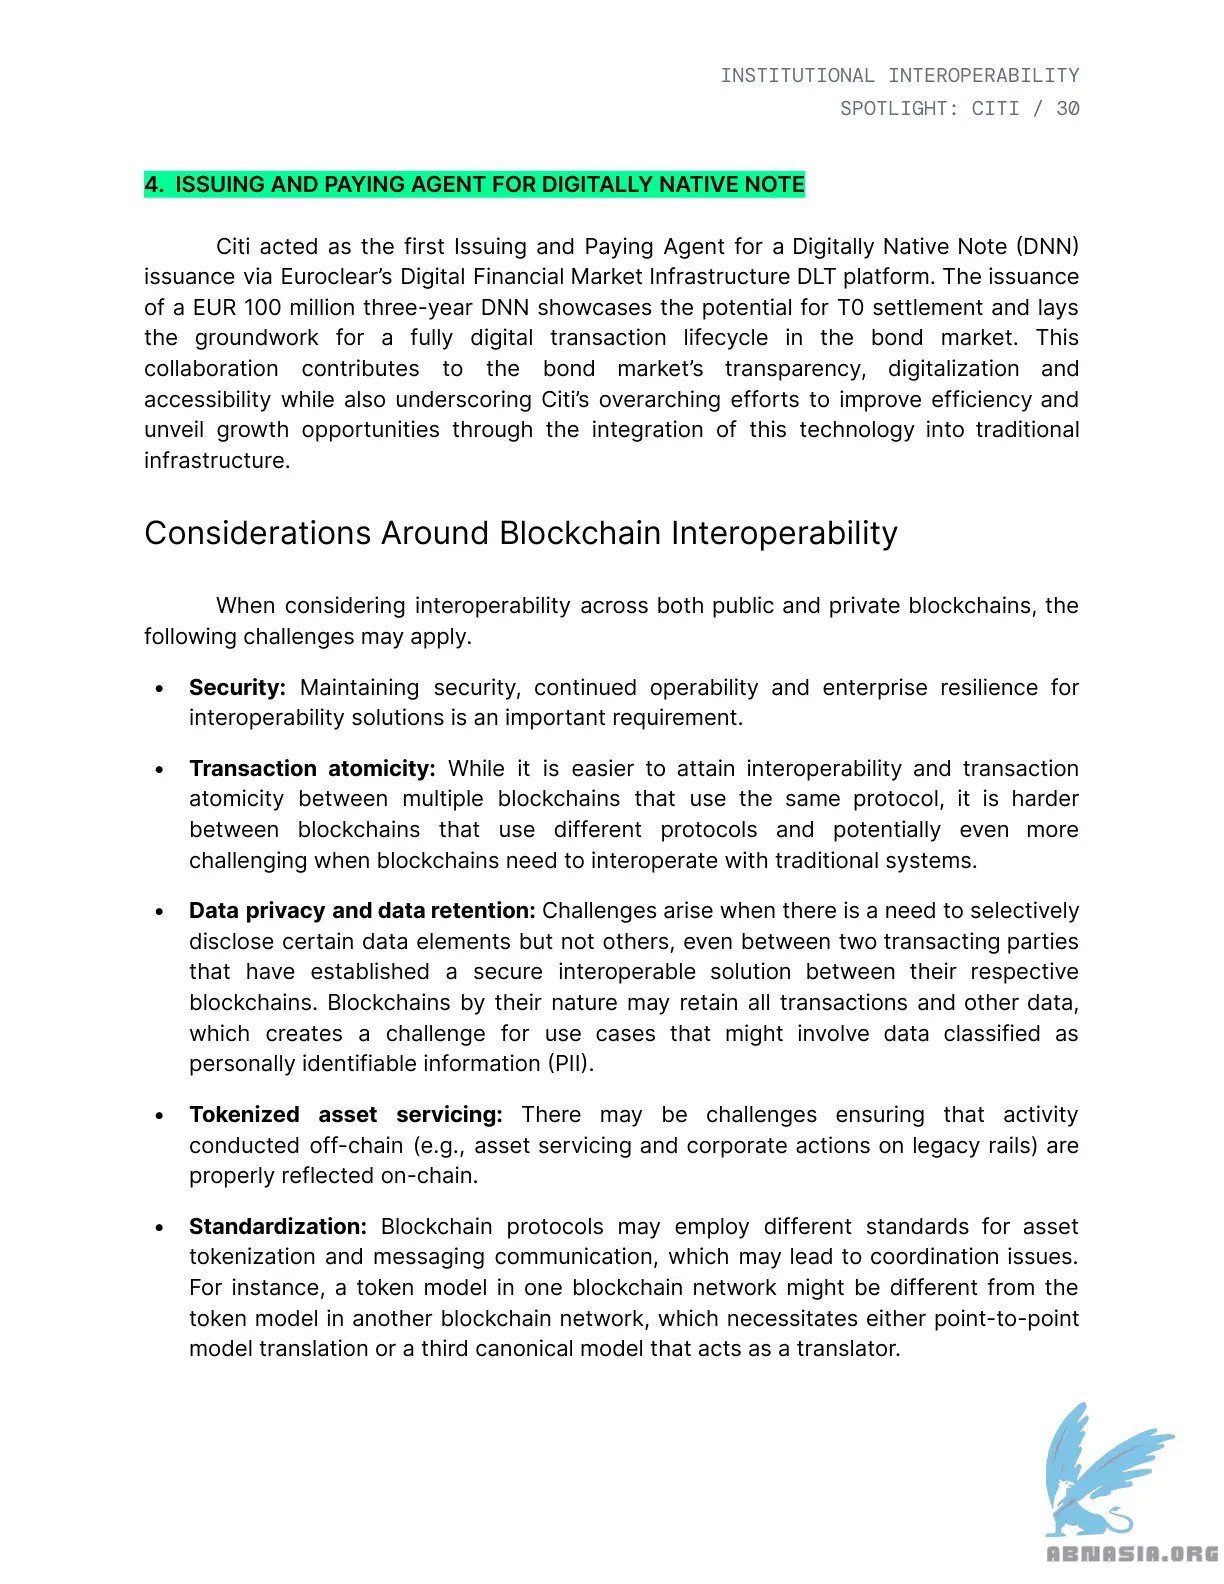 INSTITUTIONAL INTEROPERABILITY
SPOTLIGHT: CITI / 30
4. ISSUING AND PAYING AGENT FOR DIGITALLY NATIVE NOTE
Citi acted as the first Issuing and Paying Agent for a Digitally Native Note (DNN)
issuance via Euroclear’s Digital Financial Market Infrastructure DLT platform. The issuance
of a EUR 100 million three-year DNN showcases the potential for T0 settlement and lays
the groundwork for a fully digital transaction lifecycle in the bond market. This
collaboration contributes to the bond market’s transparency, digitalization and
accessibility while also underscoring Citi’s overarching efforts to improve efficiency and
unveil growth opportunities through the integration of this technology into traditional
infrastructure.
Considerations Around Blockchain Interoperability
When considering interoperability across both public and private blockchains, the
following challenges may apply.
• Security: Maintaining security, continued operability and enterprise resilience for
interoperability solutions is an important requirement.
• Transaction atomicity: While it is easier to attain interoperability and transaction
atomicity between multiple blockchains that use the same protocol, it is harder
between blockchains that use different protocols and potentially even more
challenging when blockchains need to interoperate with traditional systems.
• Data privacy and data retention: Challenges arise when there is a need to selectively
disclose certain data elements but not others, even between two transacting parties
that have established a secure interoperable solution between their respective
blockchains. Blockchains by their nature may retain all transactions and other data,
which creates a challenge for use cases that might involve data classified as
personally identifiable information (PII).
• Tokenized asset servicing: There may be challenges ensuring that activity
conducted off-chain (e.g., asset servicing and corporate actions on legacy rails) are
properly reflected on-chain.
• Standardization: Blockchain protocols may employ different standards for asset
tokenization and messaging communication, which may lead to coordination issues.
For instance, a token model in one blockchain network might be different from the
token model in another blockchain network, which necessitates either point-to-point
model translation or a third canonical model that acts as a translator.
ABNASIA.ORG